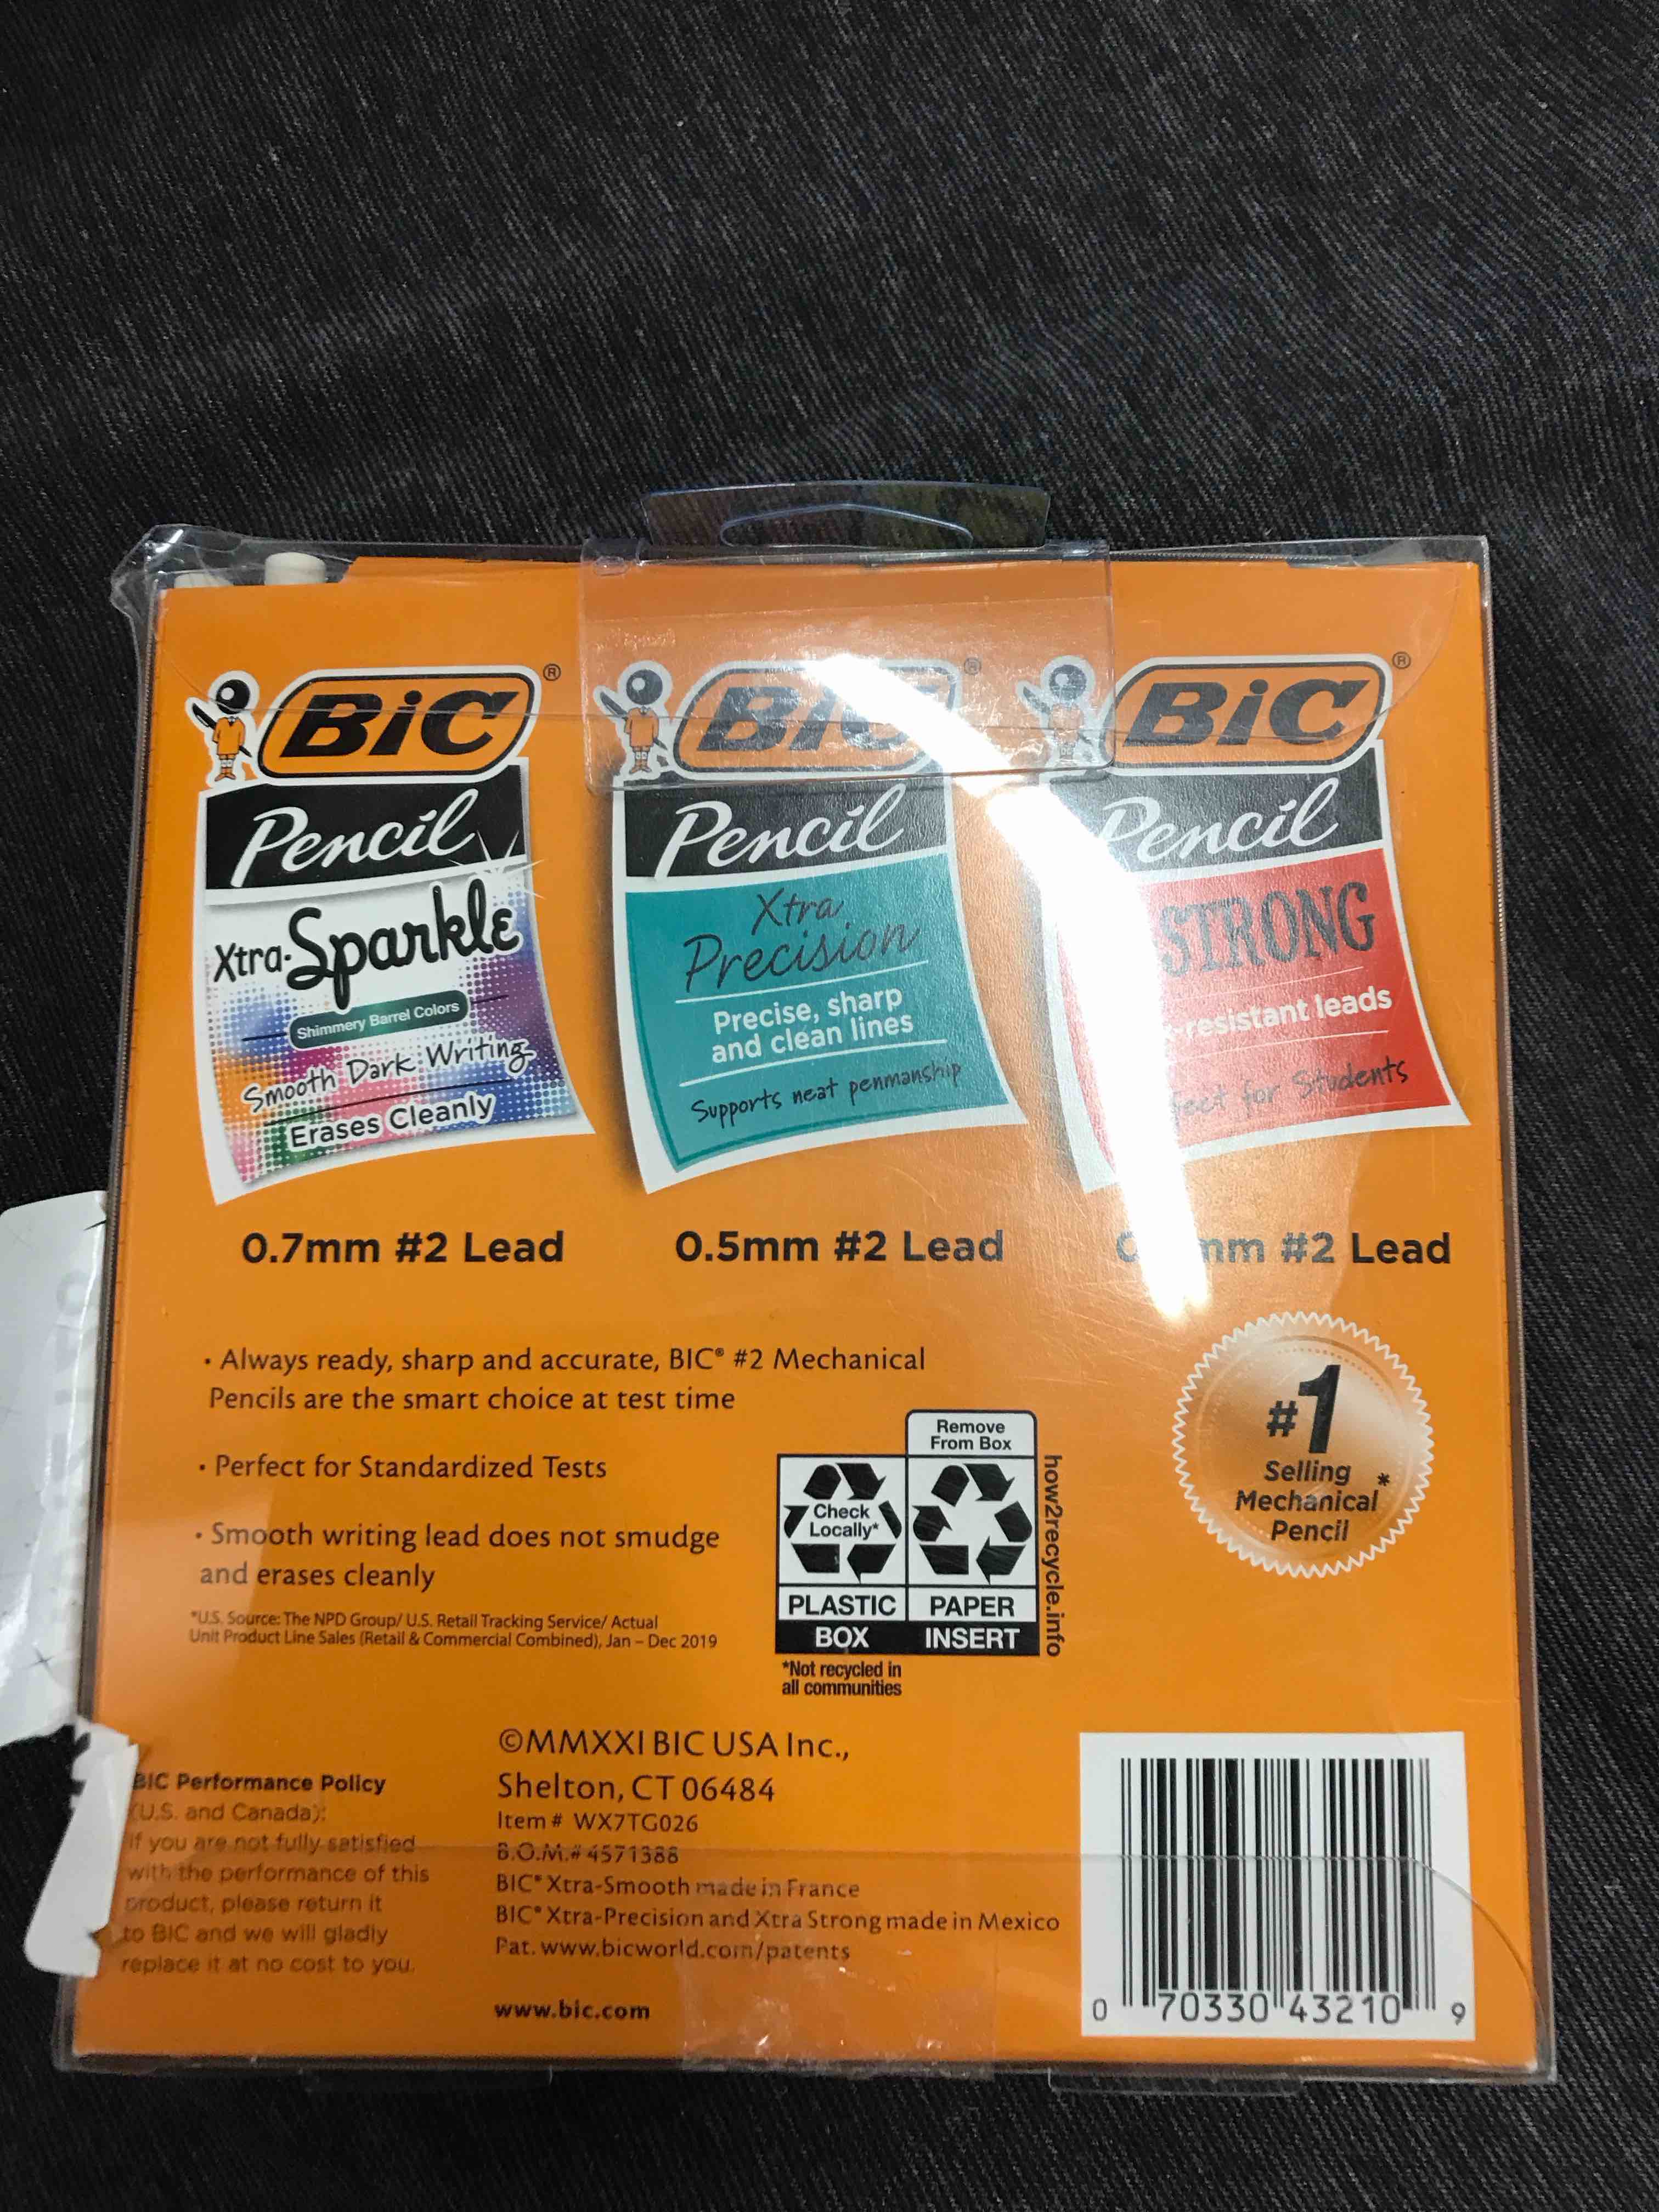 BiC®
Pencil
Xtra-Sparkle
Shimmery Barrel Colors
Smooth Dark Writing
Erases Cleanly
0.7mm #2 Lead
BiC®
Pencil
Xtra
Precision
Precise, sharp
and clean lines
Supports neat penmanship
0.5mm #2 Lead
BiC®
Pencil
STRONG
-resistant leads
for Students
mm #2 Lead
• Always ready, sharp and accurate, BIC® #2 Mechanical
Pencils are the smart choice at test time
• Perfect for Standardized Tests
• Smooth writing lead does not smudge
and erases cleanly
*U.S. Source: The NPD Group/ U.S. Retail Tracking Service/ Actual
Unit Product Line Sales (Retail & Commercial Combined), Jan – Dec 2019
Remove
From Box
Check
Locally*
PLASTIC
BOX
PAPER
INSERT
*Not recycled in
all communities
how2recycle.info
#1
Selling
Mechanical*
Pencil
BIC Performance Policy
(U.S. and Canada):
If you are not fully satisfied
with the performance of this
product, please return it
to BIC and we will gladly
replace it at no cost to you.
©MMXXI BIC USA Inc.,
Shelton, CT 06484
Item # WX7TG026
B.O.M.# 4571388
BIC® Xtra-Smooth made in France
BIC® Xtra-Precision and Xtra Strong made in Mexico
Pat. www.bicworld.com/patents
www.bic.com
0 70330 43210 9